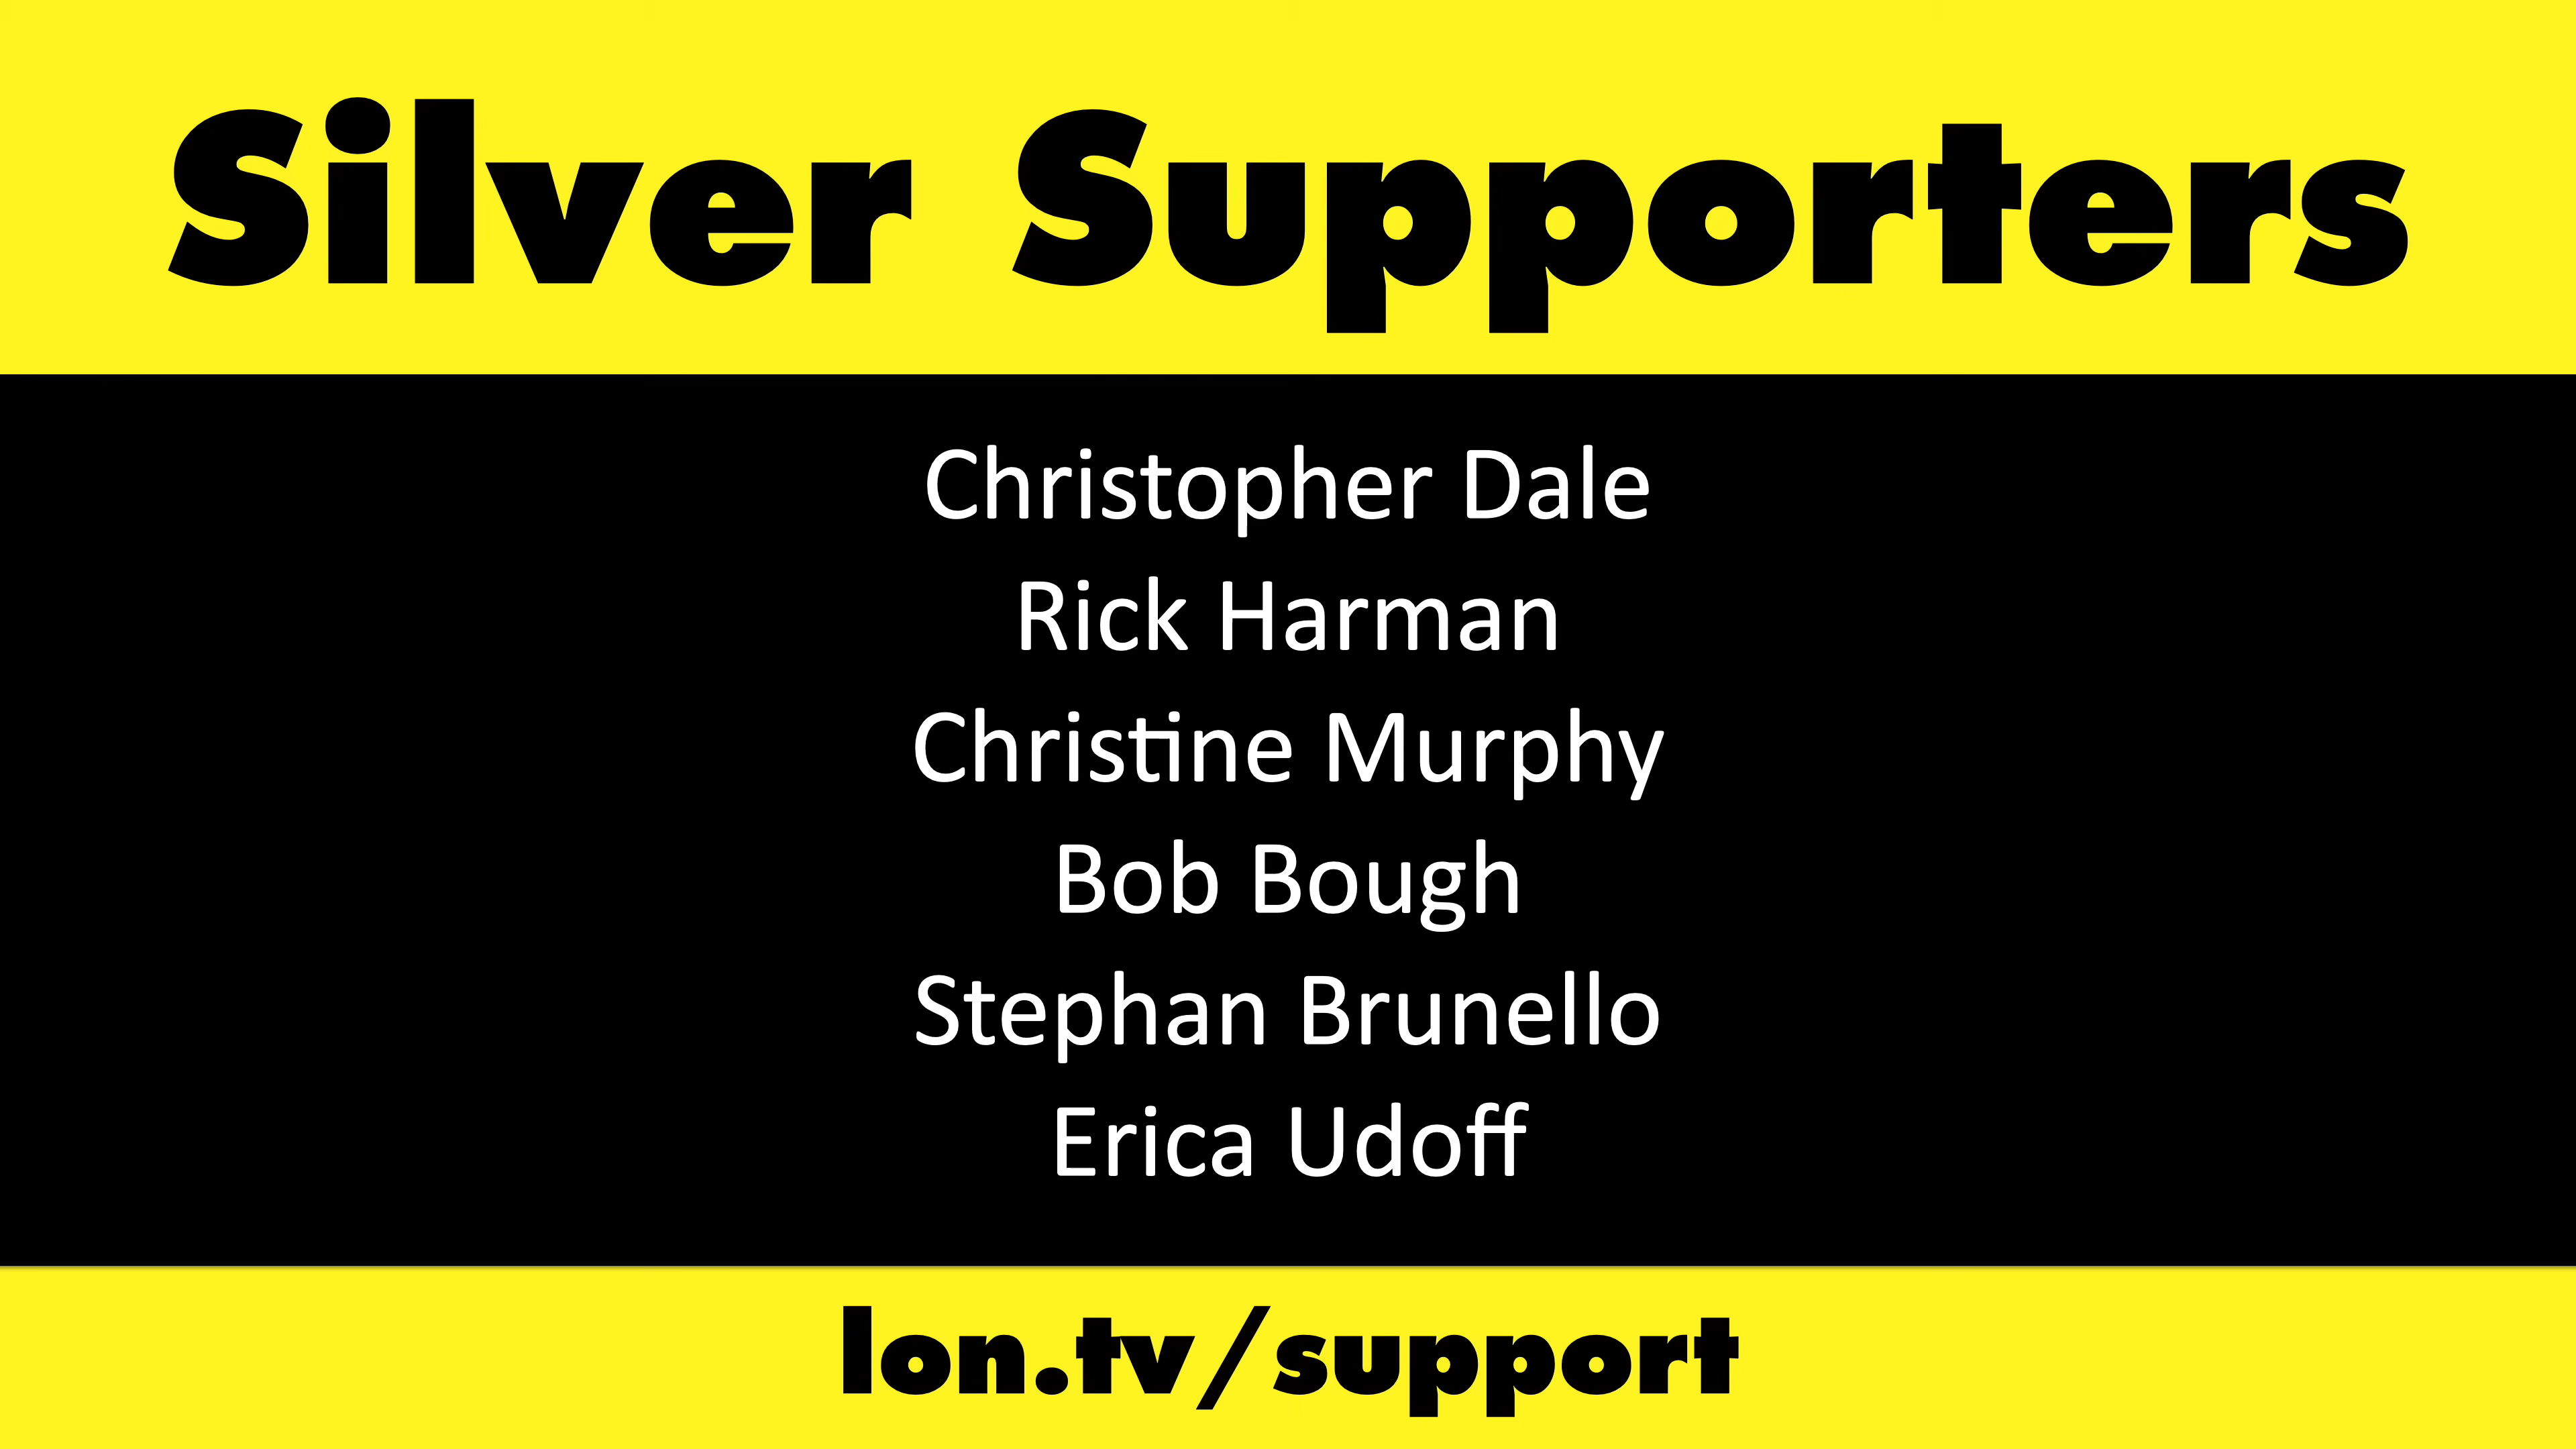 Silver Supporters
Christopher Dale
Rick Harman
Christine Murphy
Bob Bough
Stephan Brunello
Erica Udoff
lon.tv/support